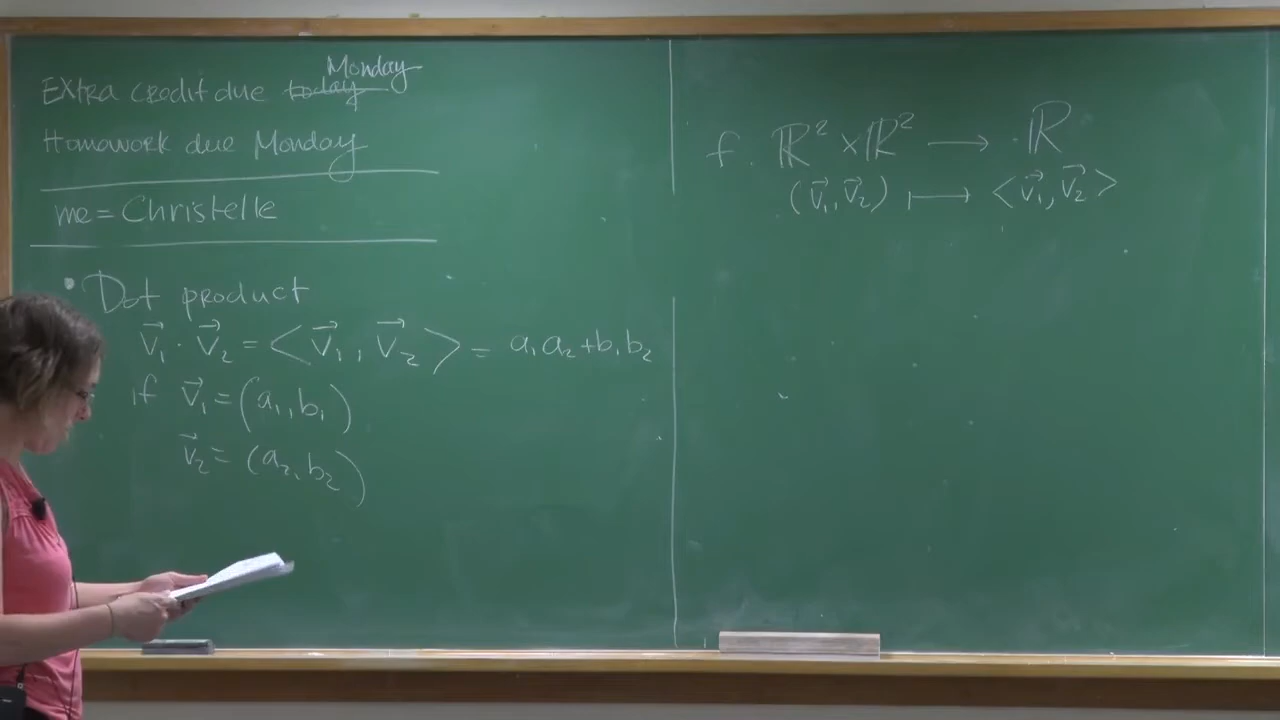 Extra credit due today Monday
Homework due Monday
me = Christelle
• Dot product
v⃗₁ · v⃗₂ = <v⃗₁, v⃗₂> = a₁a₂+b₁b₂
if v⃗₁ = (a₁, b₁)
v⃗₂ = (a₂, b₂)
f. ℝ² × ℝ² ⟶ ℝ
(v⃗₁, v⃗₂) ⟼ <v⃗₁, v⃗₂>